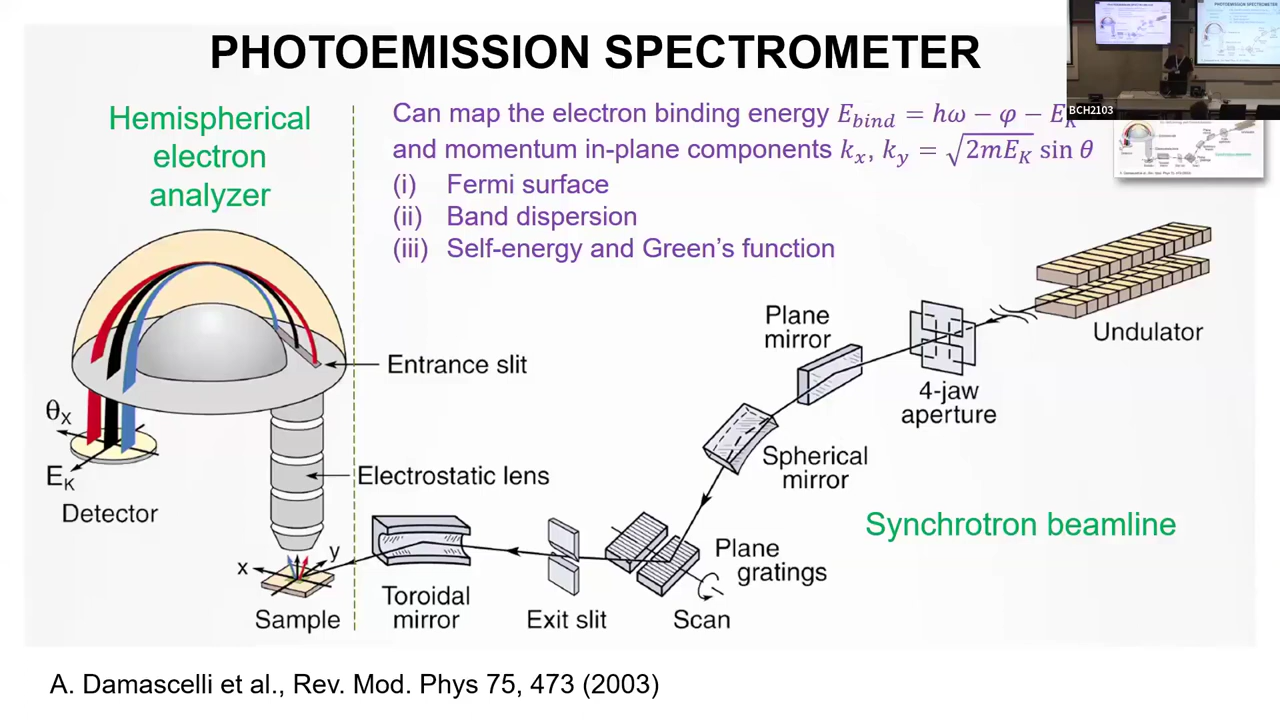 PHOTOEMISSION SPECTROMETER
BCH2103
Hemispherical
electron
analyzer
Can map the electron binding energy E_bind = hω − φ − E_K
and momentum in-plane components k_x, k_y = √2mE_K sin θ
(i) Fermi surface
(ii) Band dispersion
(iii) Self-energy and Green's function
Entrance slit
Electrostatic lens
θX
EK
Detector
x
y
Sample
Toroidal
mirror
Exit slit
Plane
gratings
Scan
Spherical
mirror
Plane
mirror
4-jaw
aperture
Undulator
Synchrotron beamline
A. Damascelli et al., Rev. Mod. Phys 75, 473 (2003)